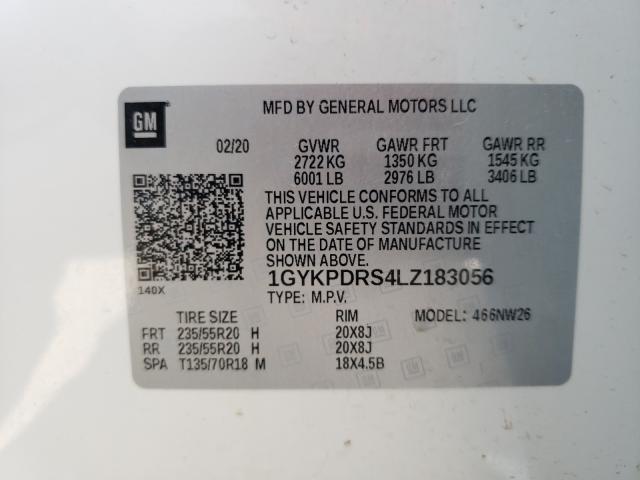 GM
MFD BY GENERAL MOTORS LLC
02/20 GVWR GAWR FRT GAWR RR
2722 KG 1350 KG 1545 KG
6001 LB 2976 LB 3406 LB
THIS VEHICLE CONFORMS TO ALL
APPLICABLE U.S. FEDERAL MOTOR
VEHICLE SAFETY STANDARDS IN EFFECT
ON THE DATE OF MANUFACTURE
SHOWN ABOVE.
140X
1GYKPDRS4LZ183056
TYPE: M.P.V.
TIRE SIZE RIM MODEL: 466NW26
FRT 235/55R20 H 20X8J
RR 235/55R20 H 20X8J
SPA T135/70R18 M 18X4.5B